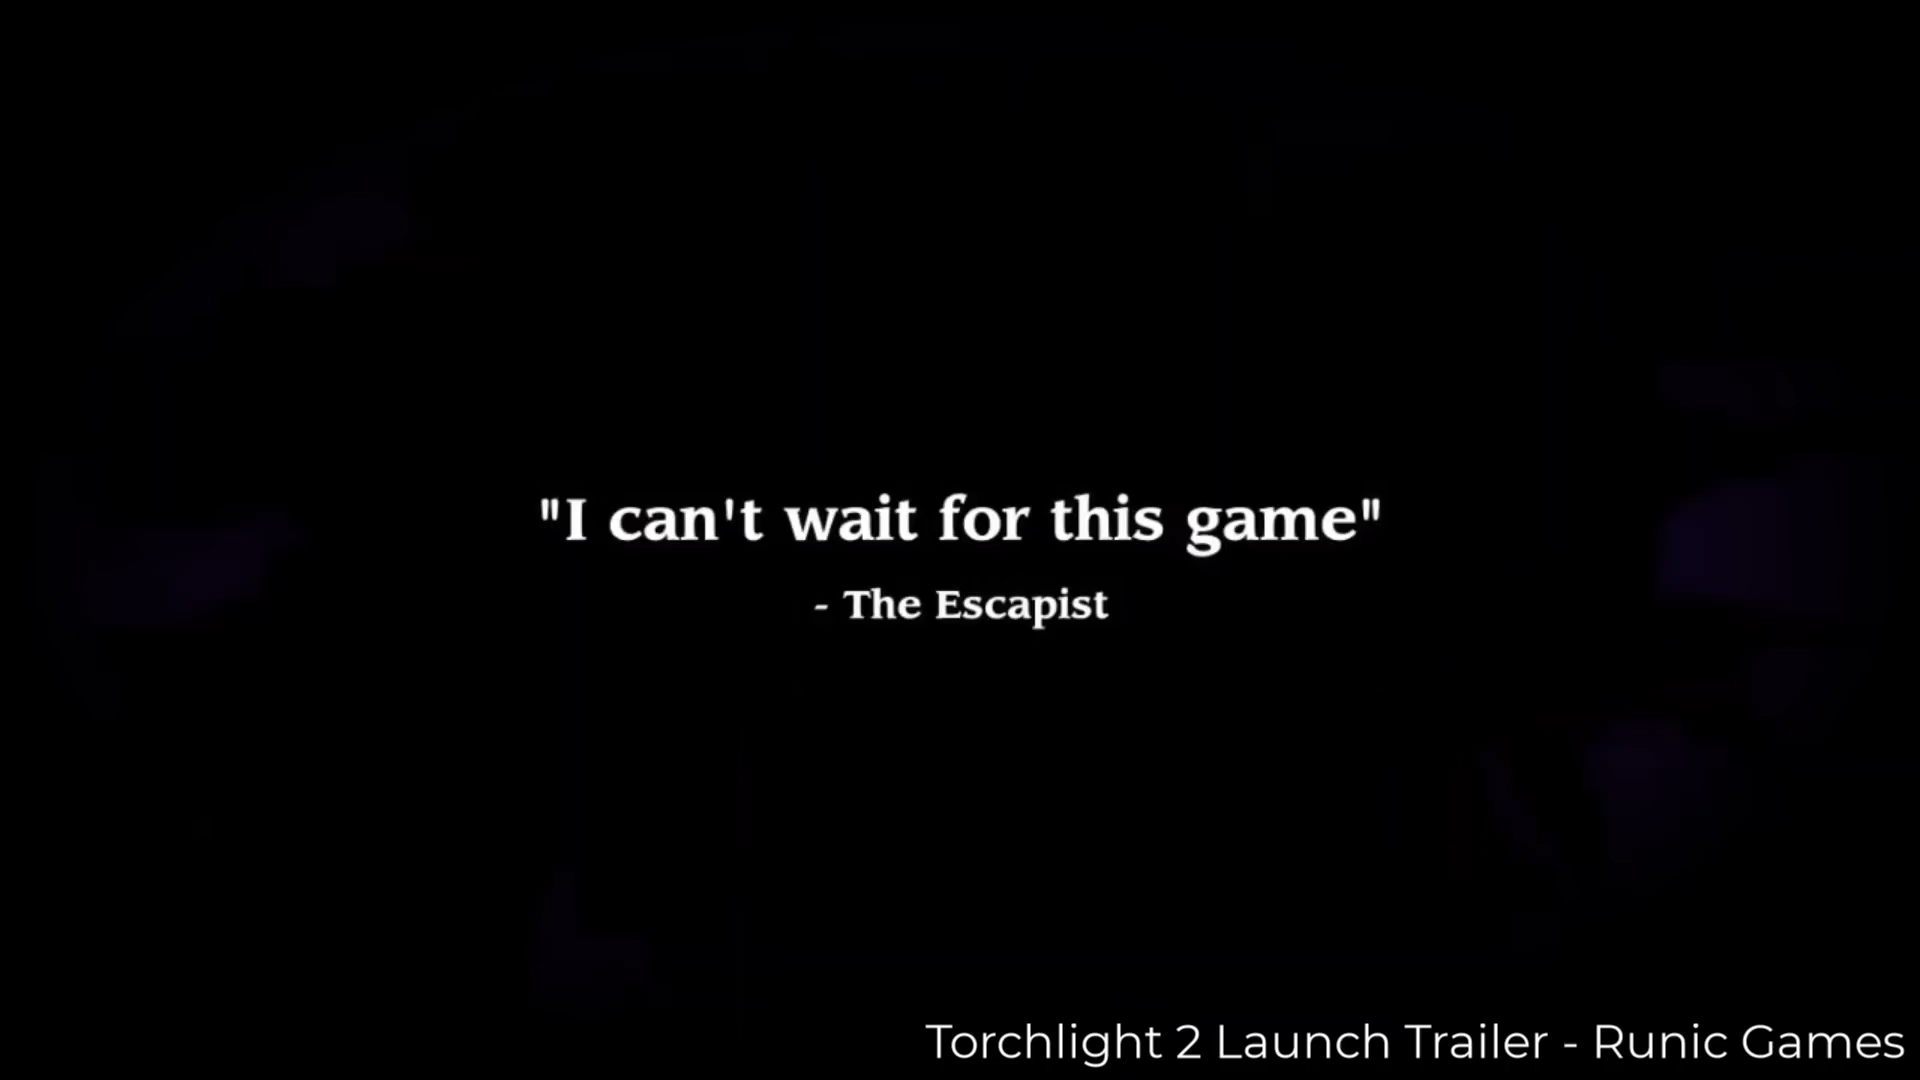 "I can't wait for this game"
- The Escapist
Torchlight 2 Launch Trailer - Runic Games